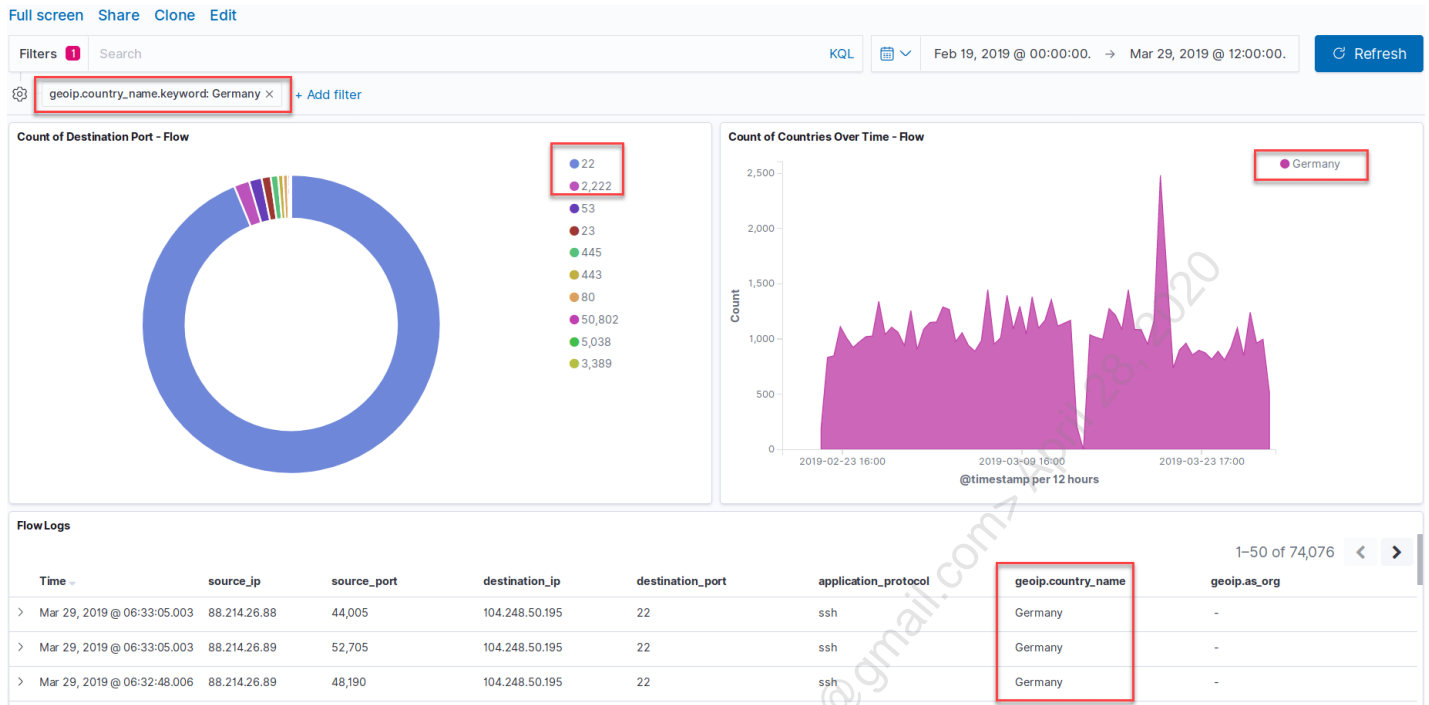 Full screen Share Clone Edit
Filters 1 Search KQL Feb 19, 2019 @ 00:00:00. → Mar 29, 2019 @ 12:00:00. Refresh
geoip.country_name.keyword: Germany × + Add filter
Count of Destination Port - Flow
22
2,222
53
23
445
443
80
50,802
5,038
3,389
Count of Countries Over Time - Flow
Germany
2,500
2,000
1,500
1,000
500
0
Count
2019-02-23 16:00 2019-03-09 16:00 2019-03-23 17:00
@timestamp per 12 hours
Flow Logs
1–50 of 74,076
Time source_ip source_port destination_ip destination_port application_protocol geoip.country_name geoip.as_org
Mar 29, 2019 @ 06:33:05.003 88.214.26.88 44,005 104.248.50.195 22 ssh Germany -
Mar 29, 2019 @ 06:33:05.003 88.214.26.89 52,705 104.248.50.195 22 ssh Germany -
Mar 29, 2019 @ 06:32:48.006 88.214.26.89 48,190 104.248.50.195 22 ssh Germany -
@gmail.com> April 28, 2020